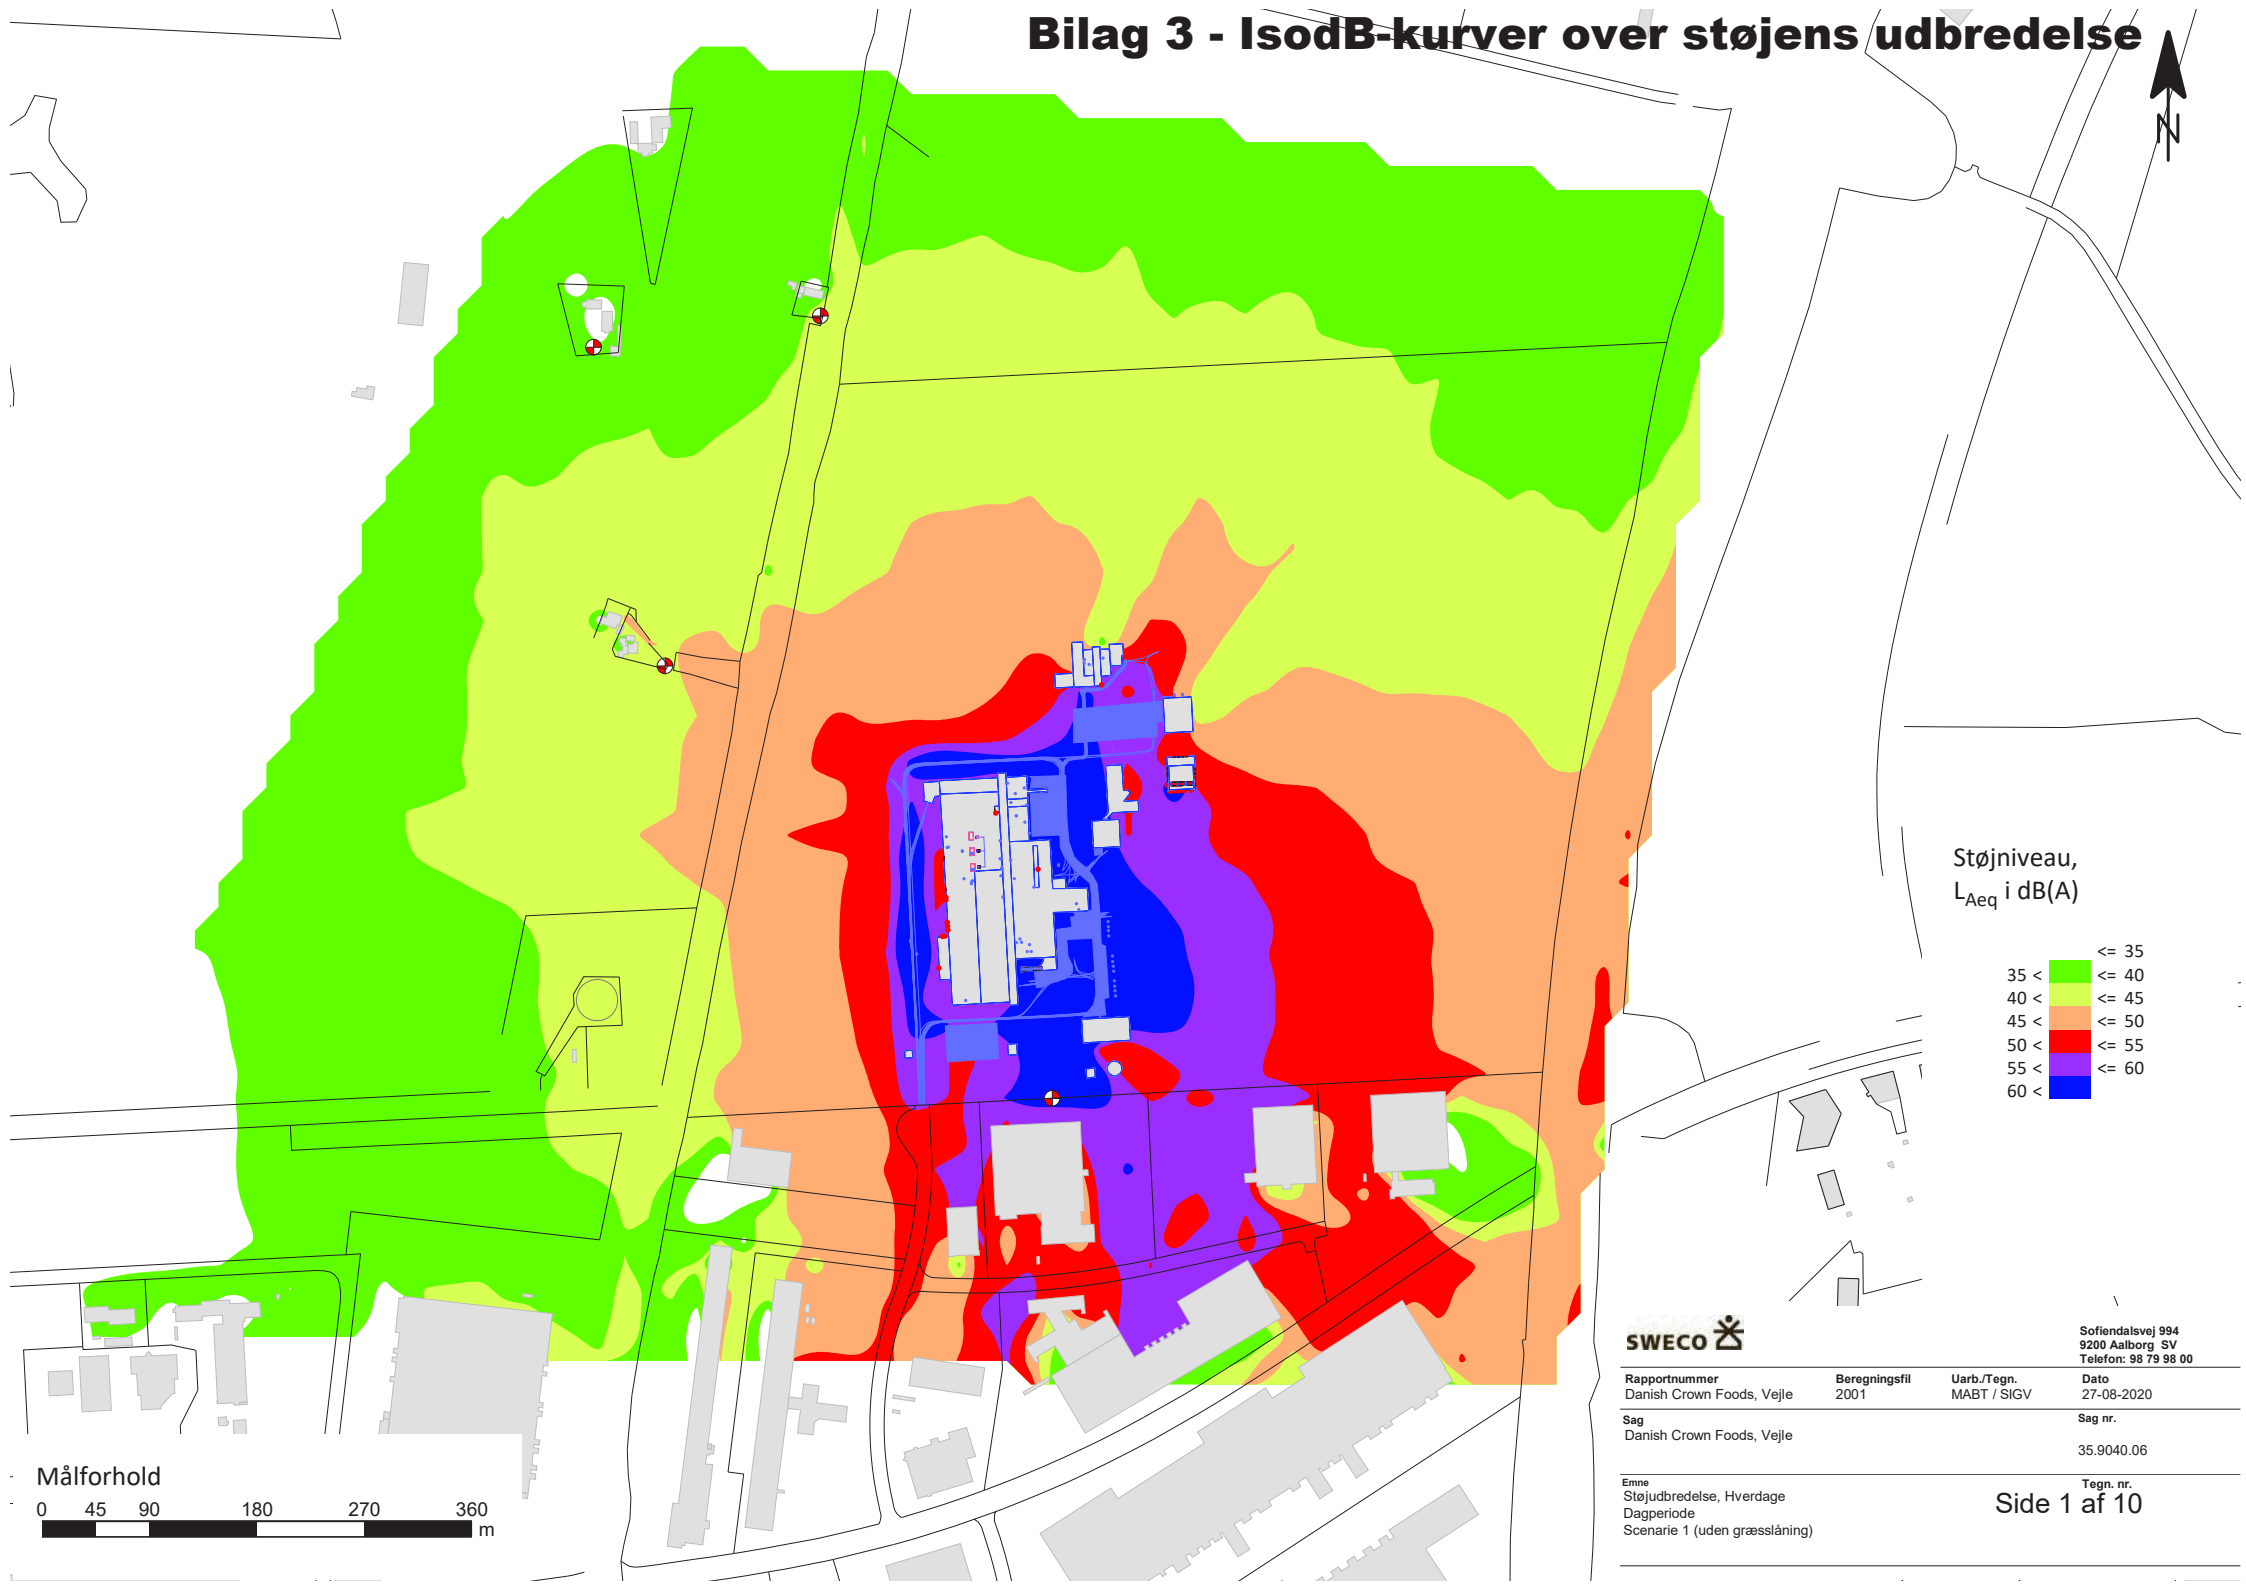 Bilag 3 - IsodB-kurver over støjens udbredelse
N
Støjniveau,
LAeq i dB(A)
<= 35
35 < <= 40
40 < <= 45
45 < <= 50
50 < <= 55
55 < <= 60
60 <
SWECO
Sofiendalsvej 994
9200 Aalborg SV
Telefon: 98 79 98 00
Rapportnummer Beregningsfil Uarb./Tegn. Dato
Danish Crown Foods, Vejle 2001 MABT / SIGV 27-08-2020
Sag Sag nr.
Danish Crown Foods, Vejle
35.9040.06
Emne Tegn. nr.
Støjudbredelse, Hverdage
Dagperiode
Scenarie 1 (uden græsslåning)
Side 1 af 10
Målforhold
0 45 90 180 270 360
m